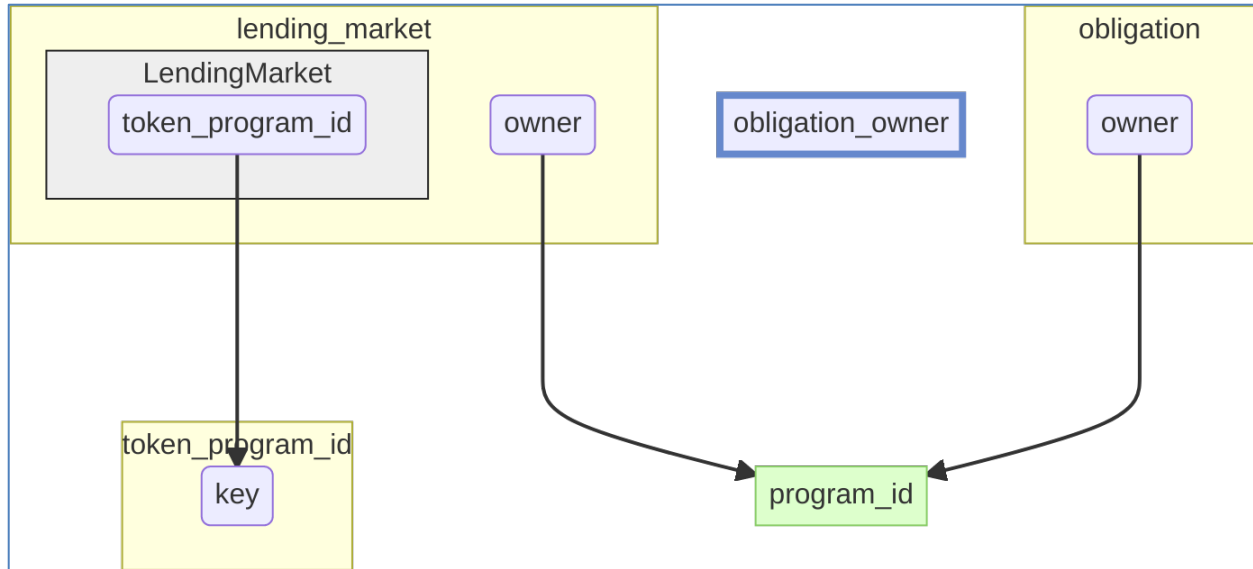 lending_market
obligation
LendingMarket
token_program_id
owner
obligation_owner
owner
token_program_id
key
program_id